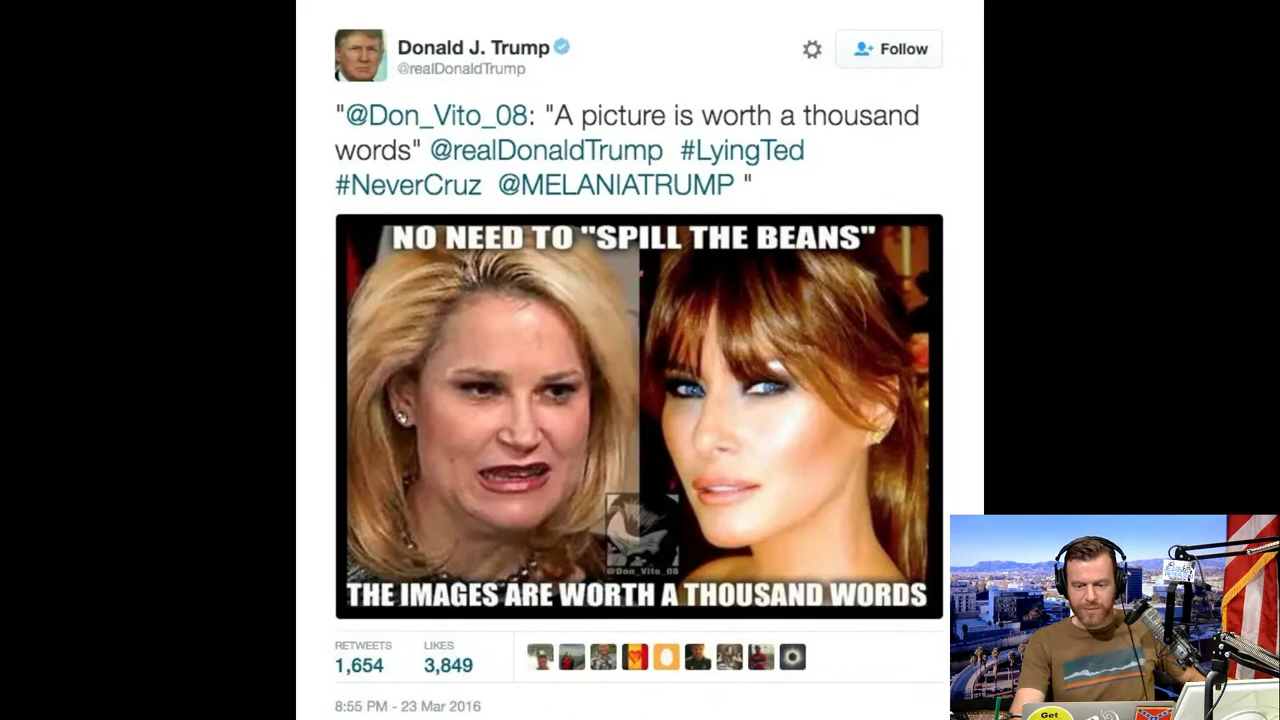 Donald J. Trump
@realDonaldTrump
Follow
"@Don_Vito_08: "A picture is worth a thousand
words" @realDonaldTrump #LyingTed
#NeverCruz @MELANIATRUMP "
NO NEED TO "SPILL THE BEANS"
@Don_Vito_08
THE IMAGES ARE WORTH A THOUSAND WORDS
RETWEETS
LIKES
1,654
3,849
8:55 PM - 23 Mar 2016
Get